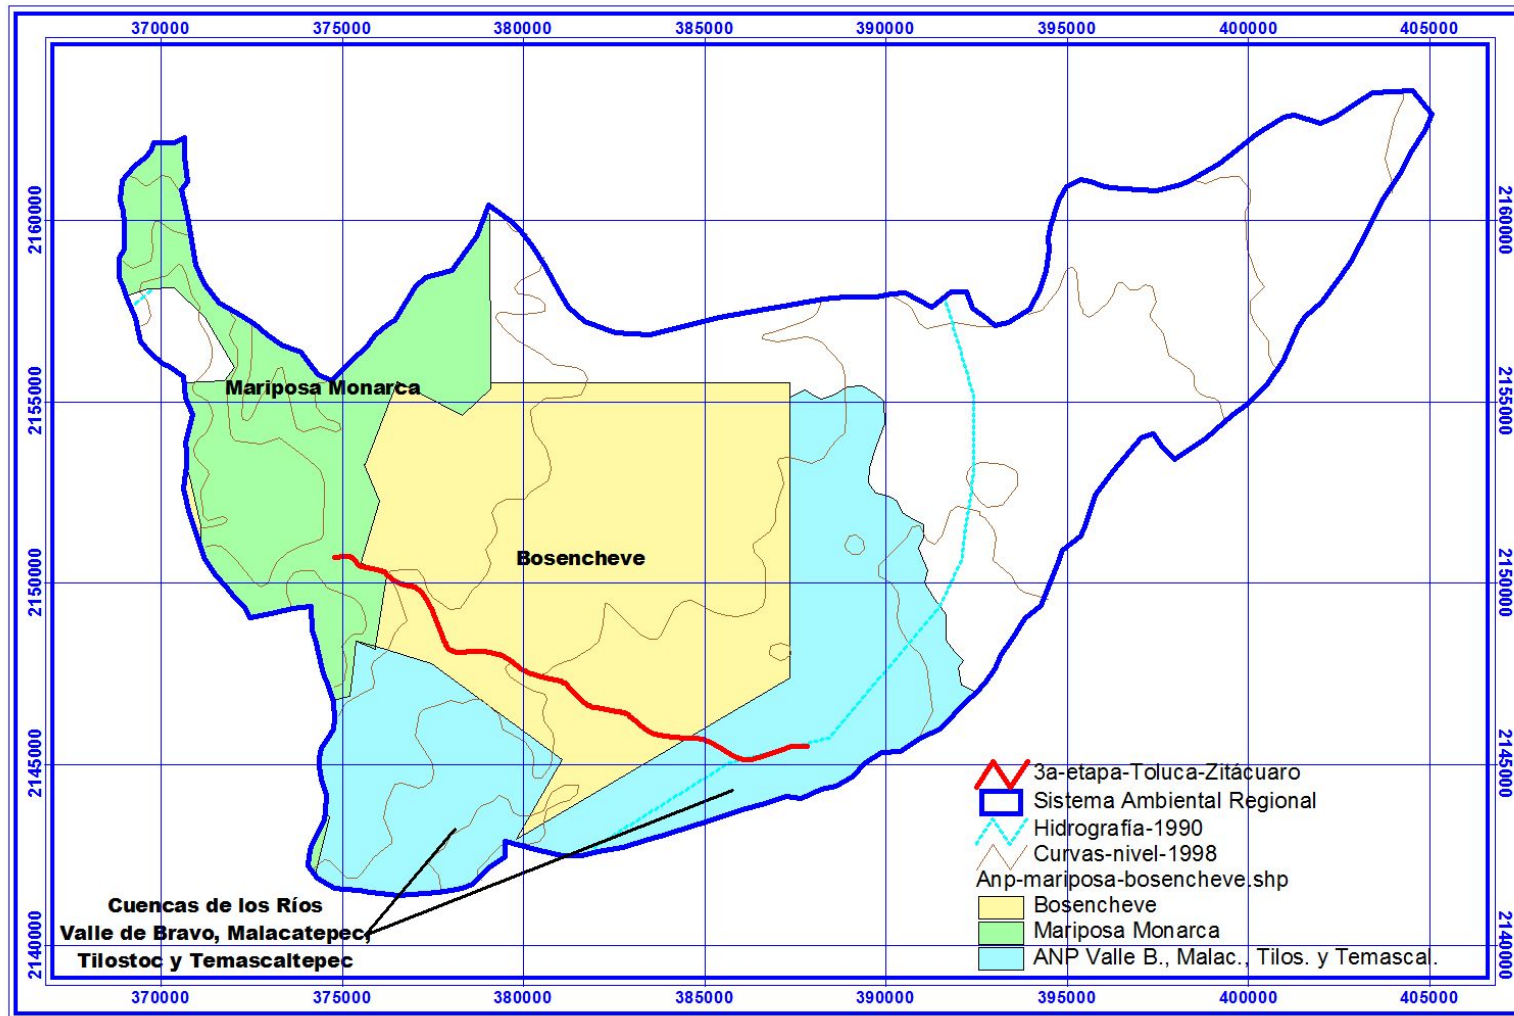 370000 375000 380000 385000 390000 395000 400000 405000
2160000
2160000
2155000
2155000
2150000
2150000
2145000
2145000
2140000
2140000
Mariposa Monarca
Bosencheve
Cuencas de los Ríos
Valle de Bravo, Malacatepec,
Tilostoc y Temascaltepec
3a-etapa-Toluca-Zitácuaro
Sistema Ambiental Regional
Hidrografía-1990
Curvas-nivel-1998
Anp-mariposa-bosencheve.shp
Bosencheve
Mariposa Monarca
ANP Valle B., Malac., Tilos. y Temascal.
370000 375000 380000 385000 390000 395000 400000 405000